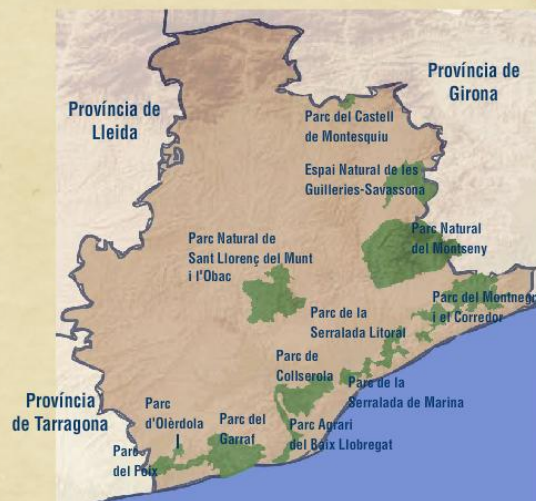 Província de
Girona
Província de
Lleida
Parc del Castell
de Montesquiu
Espai Natural de les
Guilleries-Savassona
Parc Natural
del Montseny
Parc Natural de
Sant Llorenç del Munt
i l'Obac
Parc del Montnegre
i el Corredor
Parc de la
Serralada Litoral
Parc de
Collserola
Parc de la
Serralada de Marina
Província
de Tarragona
Parc
d'Olèrdola
Parc del
Garraf
Parc Agrari
del Baix Llobregat
Parc
del Foix